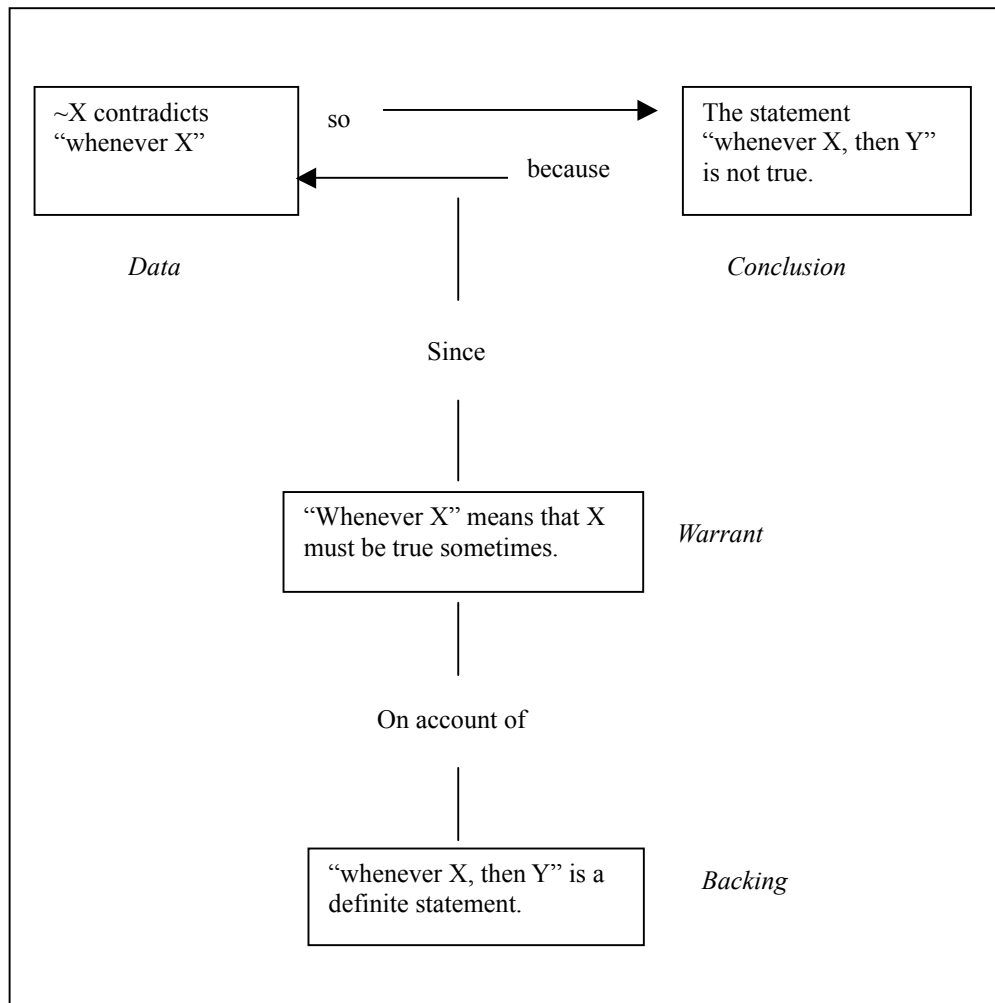 ~X contradicts
“whenever X”
so
because
The statement
“whenever X, then Y”
is not true.
Data
Conclusion
Since
“Whenever X” means that X
must be true sometimes.
Warrant
On account of
“whenever X, then Y” is a
definite statement.
Backing